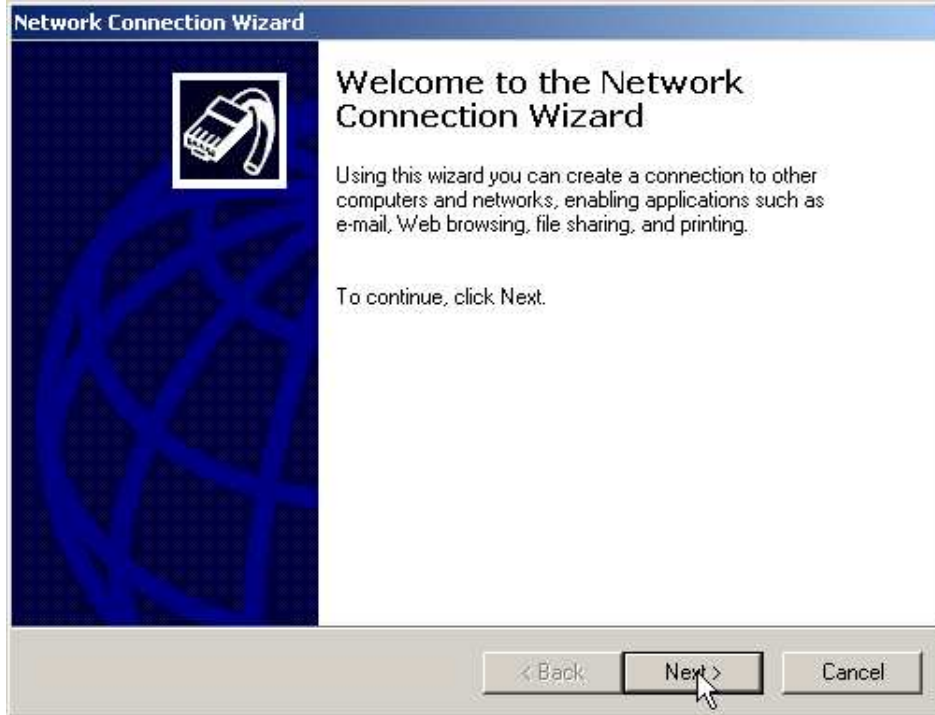 Network Connection Wizard
Welcome to the Network
Connection Wizard
Using this wizard you can create a connection to other
computers and networks, enabling applications such as
e-mail, Web browsing, file sharing, and printing.
To continue, click Next.
< Back
Next >
Cancel